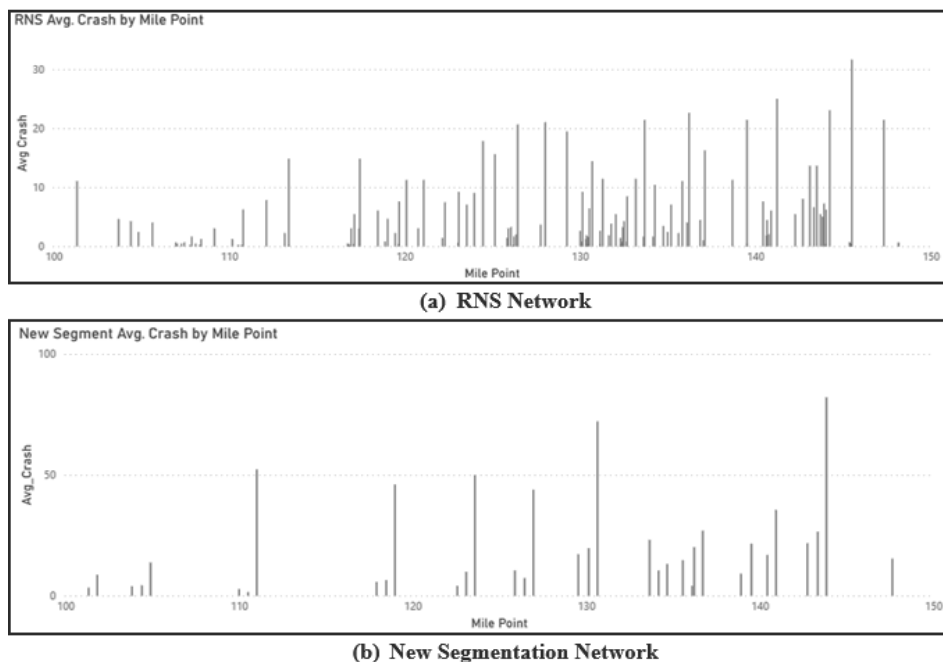 RNS Avg. Crash by Mile Point
30
20
10
0
Avg Crash
100 110 120 130 140 150
Mile Point
(a) RNS Network
New Segment Avg. Crash by Mile Point
100
50
0
Avg_Crash
100 110 120 130 140 150
Mile Point
(b) New Segmentation Network